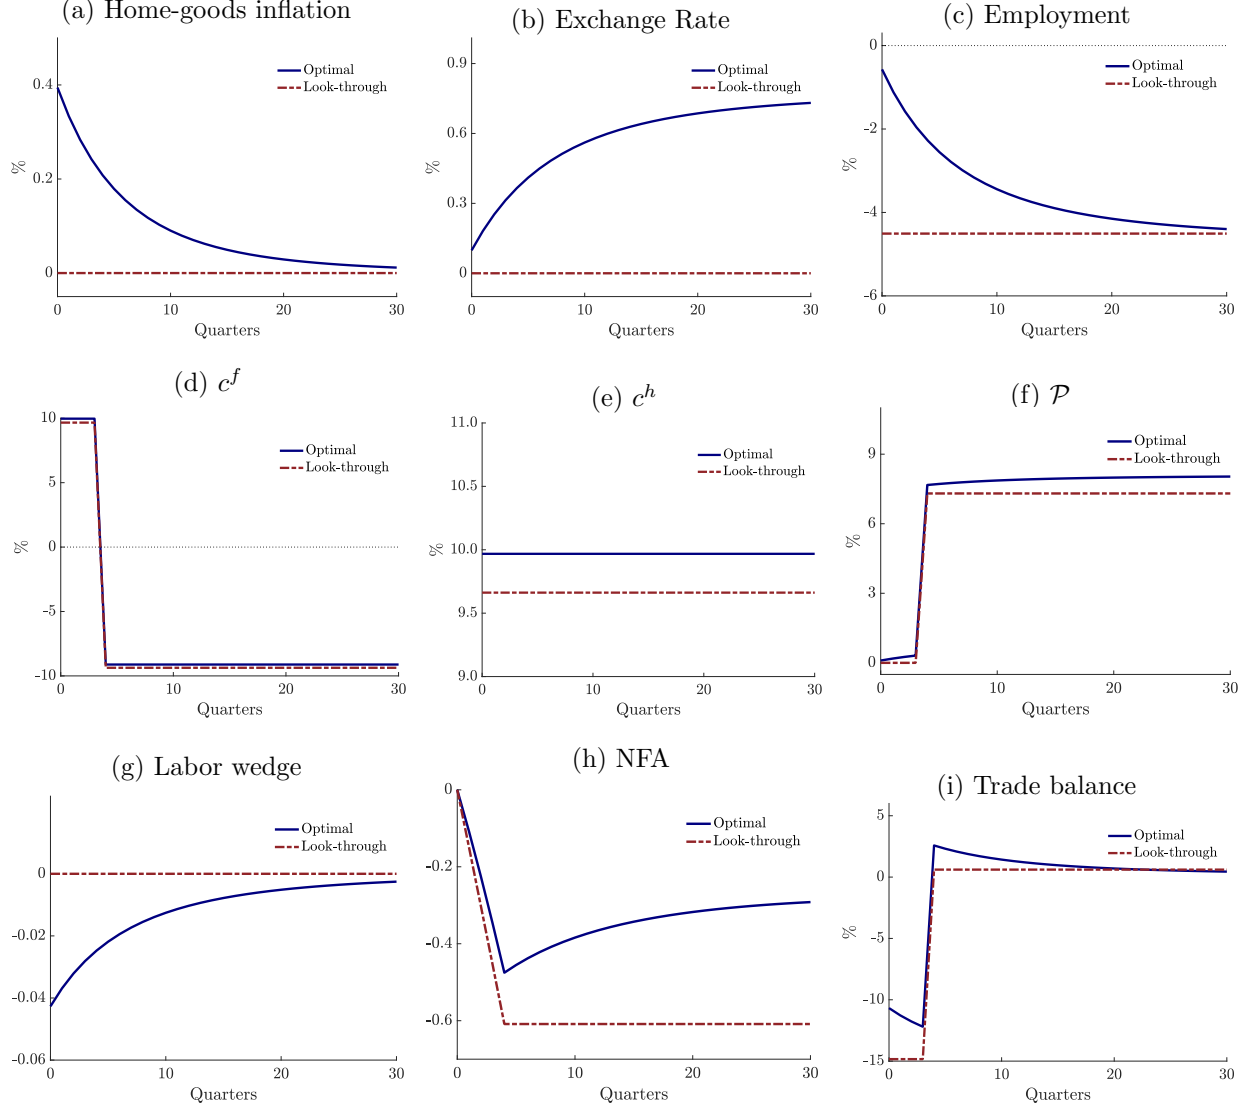 (a) Home-goods inflation
0.4
0.2
0
%
0
10
20
30
Quarters
Optimal
Look-through
(b) Exchange Rate
0.9
0.6
0.3
0
%
0
10
20
30
Quarters
Optimal
Look-through
(c) Employment
0
-2
-4
-6
%
0
10
20
30
Quarters
Optimal
Look-through
(d) c^f
10
5
0
-5
-10
%
0
10
20
30
Quarters
Optimal
Look-through
(e) c^h
11.0
10.5
10.0
9.5
9.0
%
0
10
20
30
Quarters
Optimal
Look-through
(f) 𝒫
9
6
3
0
%
0
10
20
30
Quarters
Optimal
Look-through
(g) Labor wedge
0
-0.02
-0.04
-0.06
0
10
20
30
Quarters
Optimal
Look-through
(h) NFA
0
-0.2
-0.4
-0.6
0
10
20
30
Quarters
Optimal
Look-through
(i) Trade balance
5
0
-5
-10
-15
%
0
10
20
30
Quarters
Optimal
Look-through